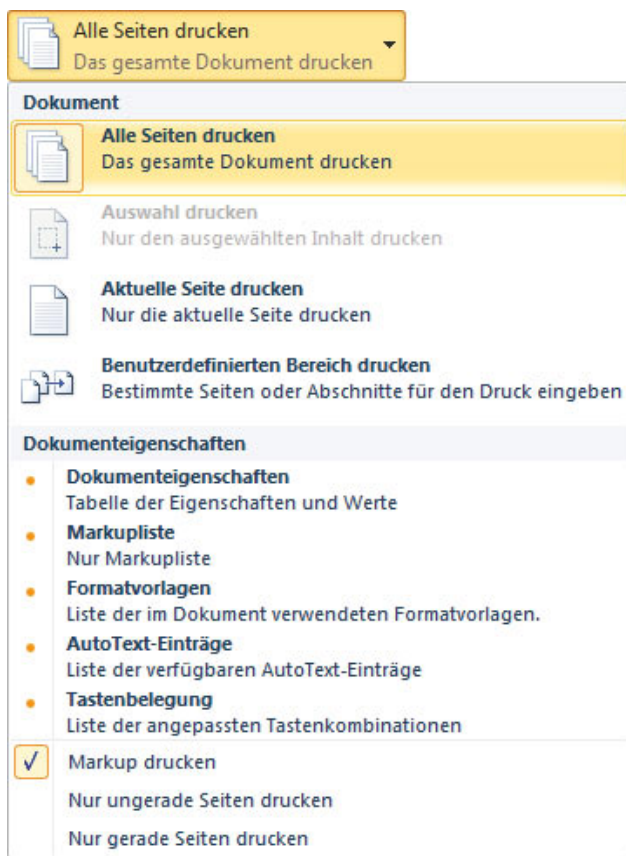 Alle Seiten drucken
Das gesamte Dokument drucken
Dokument
Alle Seiten drucken
Das gesamte Dokument drucken
Auswahl drucken
Nur den ausgewählten Inhalt drucken
Aktuelle Seite drucken
Nur die aktuelle Seite drucken
Benutzerdefinierten Bereich drucken
Bestimmte Seiten oder Abschnitte für den Druck eingeben
Dokumenteigenschaften
Dokumenteigenschaften
Tabelle der Eigenschaften und Werte
Markupliste
Nur Markupliste
Formatvorlagen
Liste der im Dokument verwendeten Formatvorlagen.
AutoText-Einträge
Liste der verfügbaren AutoText-Einträge
Tastenbelegung
Liste der angepassten Tastenkombinationen
Markup drucken
Nur ungerade Seiten drucken
Nur gerade Seiten drucken